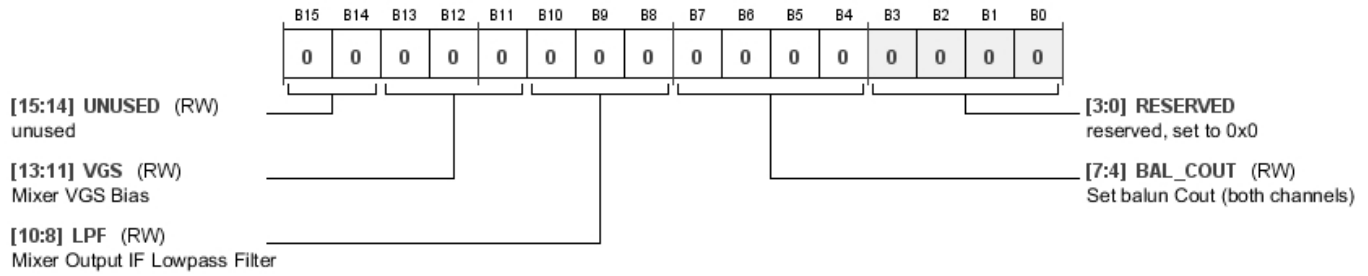 B15 B14 B13 B12 B11 B10 B9 B8 B7 B6 B5 B4 B3 B2 B1 B0
0 0 0 0 0 0 0 0 0 0 0 0 0 0 0 0
[15:14] UNUSED (RW)
unused
[13:11] VGS (RW)
Mixer VGS Bias
[10:8] LPF (RW)
Mixer Output IF Lowpass Filter
[3:0] RESERVED
reserved, set to 0x0
[7:4] BAL_COUT (RW)
Set balun Cout (both channels)